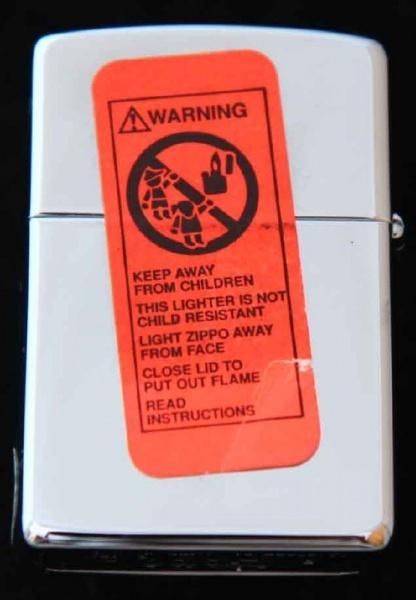 WARNING
KEEP AWAY
FROM CHILDREN
THIS LIGHTER IS NOT
CHILD RESISTANT
LIGHT ZIPPO AWAY
FROM FACE
CLOSE LID TO
PUT OUT FLAME
READ
INSTRUCTIONS